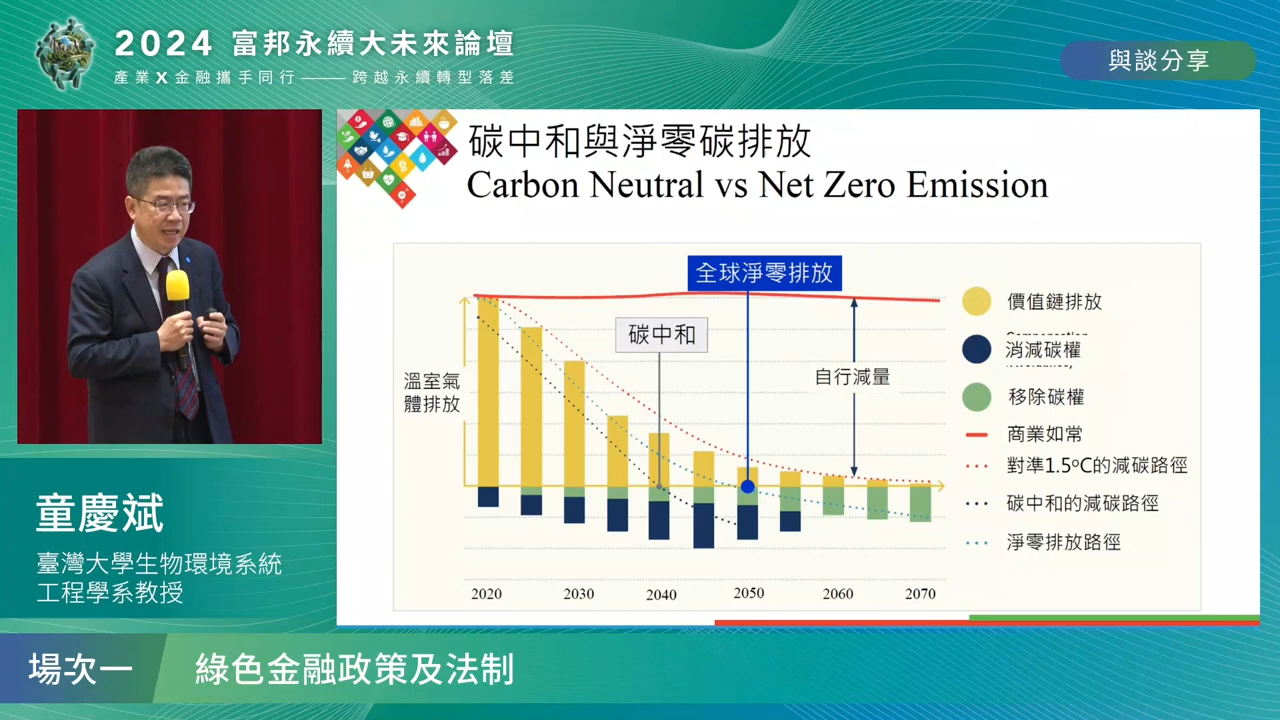 2024 富邦永續大未來論壇
產業X金融攜手同行——跨越永續轉型落差
與談分享
碳中和與淨零碳排放
Carbon Neutral vs Net Zero Emission
全球淨零排放
碳中和
自行減量
溫室氣
體排放
2020 2030 2040 2050 2060 2070
價值鏈排放
消減碳權
移除碳權
商業如常
對準1.5ºC的減碳路徑
碳中和的減碳路徑
淨零排放路徑
童慶斌
臺灣大學生物環境系統
工程學系教授
場次一
綠色金融政策及法制